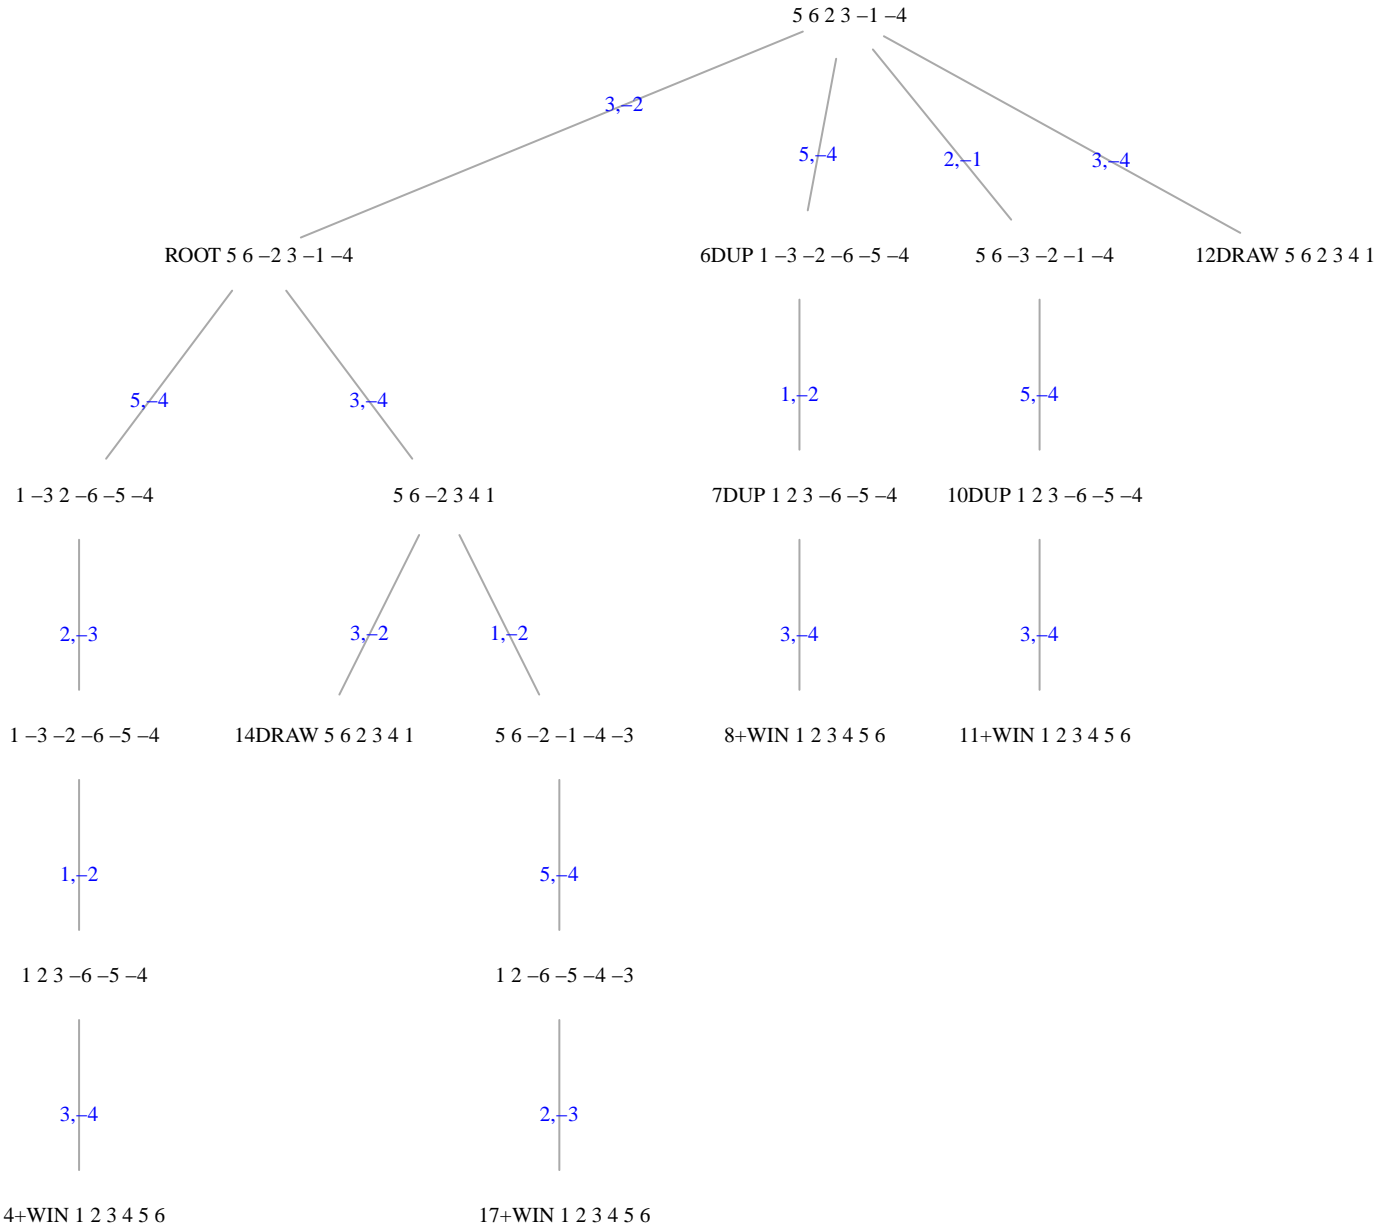 5 6 2 3 –1 –4
3,–2
5,–4
2,–1
3,–4
ROOT 5 6 –2 3 –1 –4
6DUP 1 –3 –2 –6 –5 –4
5 6 –3 –2 –1 –4
12DRAW 5 6 2 3 4 1
5,–4
3,–4
1,–2
5,–4
1 –3 2 –6 –5 –4
5 6 –2 3 4 1
7DUP 1 2 3 –6 –5 –4
10DUP 1 2 3 –6 –5 –4
2,–3
3,–2
1,–2
3,–4
3,–4
1 –3 –2 –6 –5 –4
14DRAW 5 6 2 3 4 1
5 6 –2 –1 –4 –3
8+WIN 1 2 3 4 5 6
11+WIN 1 2 3 4 5 6
1,–2
5,–4
1 2 3 –6 –5 –4
1 2 –6 –5 –4 –3
3,–4
2,–3
4+WIN 1 2 3 4 5 6
17+WIN 1 2 3 4 5 6